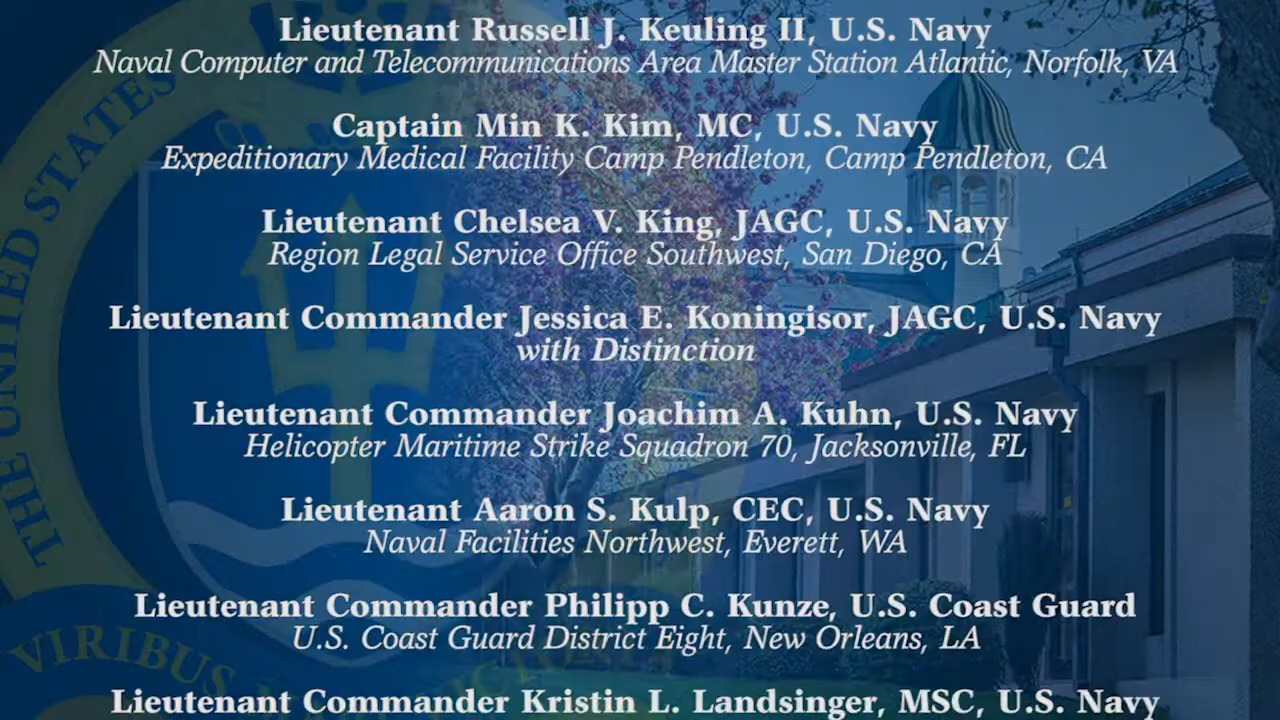 Lieutenant Russell J. Keuling II, U.S. Navy
Naval Computer and Telecommunications Area Master Station Atlantic, Norfolk, VA
Captain Min K. Kim, MC, U.S. Navy
Expeditionary Medical Facility Camp Pendleton, Camp Pendleton, CA
Lieutenant Chelsea V. King, JAGC, U.S. Navy
Region Legal Service Office Southwest, San Diego, CA
Lieutenant Commander Jessica E. Koningisor, JAGC, U.S. Navy
with Distinction
Lieutenant Commander Joachim A. Kuhn, U.S. Navy
Helicopter Maritime Strike Squadron 70, Jacksonville, FL
Lieutenant Aaron S. Kulp, CEC, U.S. Navy
Naval Facilities Northwest, Everett, WA
Lieutenant Commander Philipp C. Kunze, U.S. Coast Guard
U.S. Coast Guard District Eight, New Orleans, LA
Lieutenant Commander Kristin L. Landsinger, MSC, U.S. Navy
THE UNITED STATES
VIRIBUS